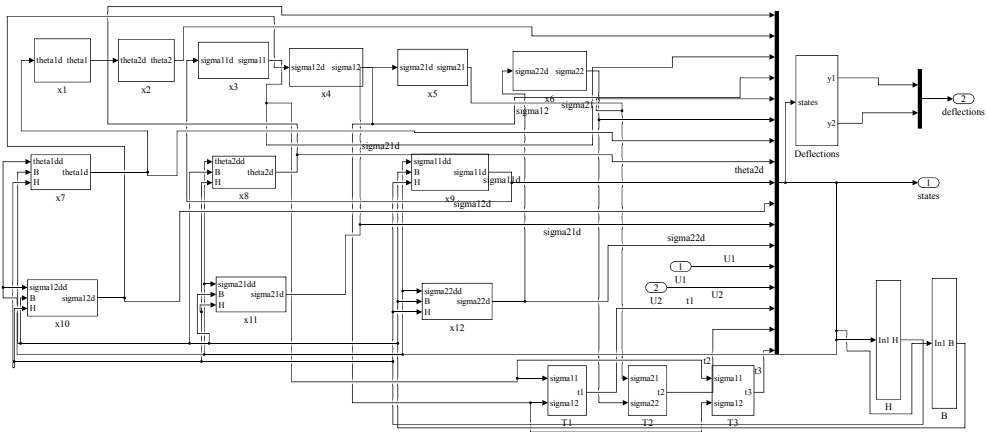 theta1d theta1
x1
theta2d theta2
x2
sigma11d sigma11
x3
sigma12d sigma12
x4
sigma21d sigma21
x5
sigma22d sigma22
x6
sigma21
sigma12
states
y1
y2
Deflections
2
deflections
sigma21d
theta1dd
B
H
theta1d
x7
theta2dd
B
H
theta2d
x8
sigma11dd
B
H
sigma11d
x9
sigma11d
theta2d
1
states
sigma12d
sigma21d
sigma22d
sigma12dd
B
H
sigma12d
x10
sigma21dd
B
H
sigma21d
x11
sigma22dd
B
H
sigma22d
x12
1
U1
U1
2
U2
U2
t1
In1 H
H
In1 B
B
sigma11
sigma12
t1
T1
sigma21
sigma22
t2
T2
t2
sigma11
sigma12
t3
T3
t3